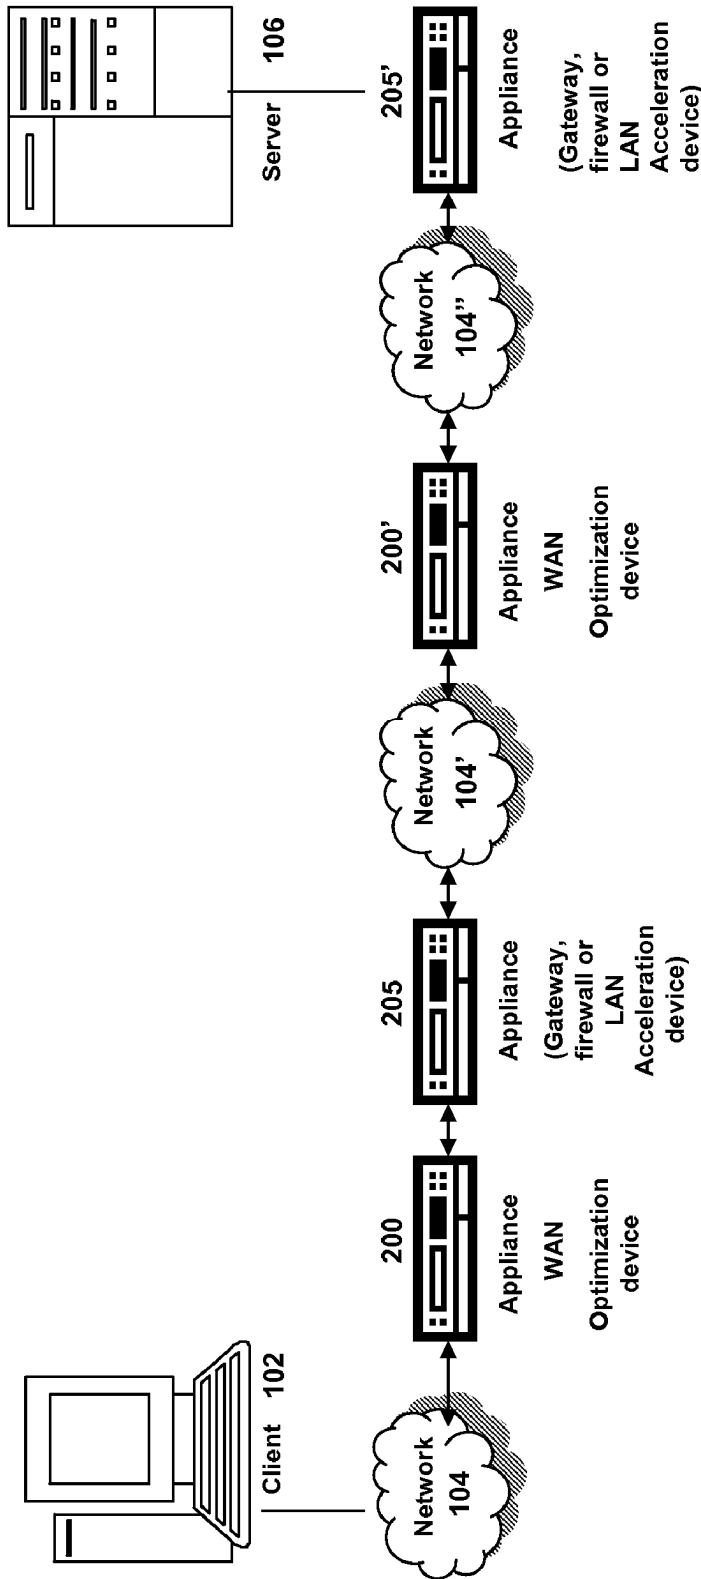 Client 102
Server 106
Network
104
200
Appliance
WAN
Optimization
device
205
Appliance
(Gateway,
firewall or
LAN
Acceleration
device)
Network
104'
200'
Appliance
WAN
Optimization
device
Network
104"
205'
Appliance
(Gateway,
firewall or
LAN
Acceleration
device)